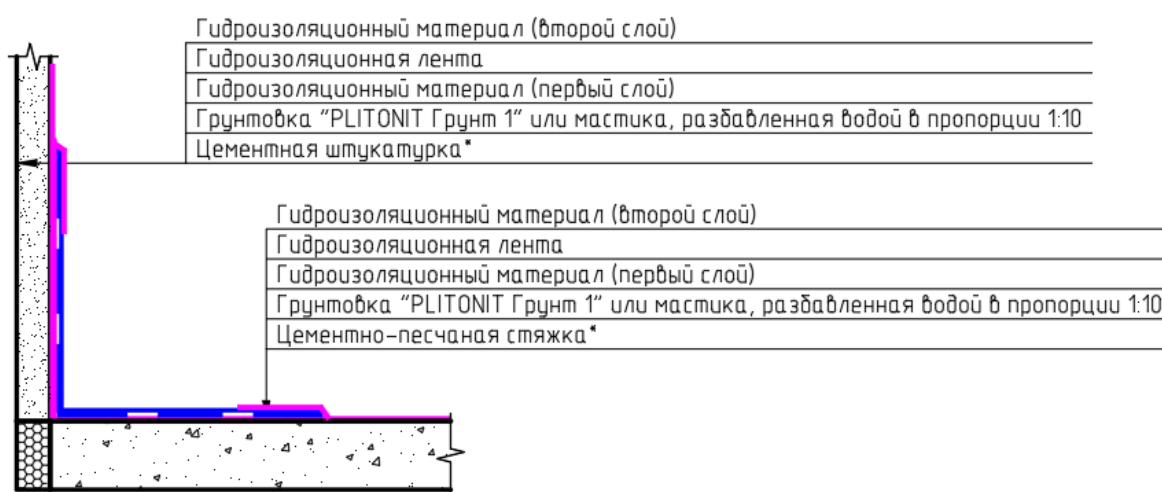 Гидроизоляционный материал (второй слой)
Гидроизоляционная лента
Гидроизоляционный материал (первый слой)
Грунтовка "PLITONIT Грунт 1" или мастика, разбавленная водой в пропорции 1:10
Цементная штукатурка*
Гидроизоляционный материал (второй слой)
Гидроизоляционная лента
Гидроизоляционный материал (первый слой)
Грунтовка "PLITONIT Грунт 1" или мастика, разбавленная водой в пропорции 1:10
Цементно-песчаная стяжка*